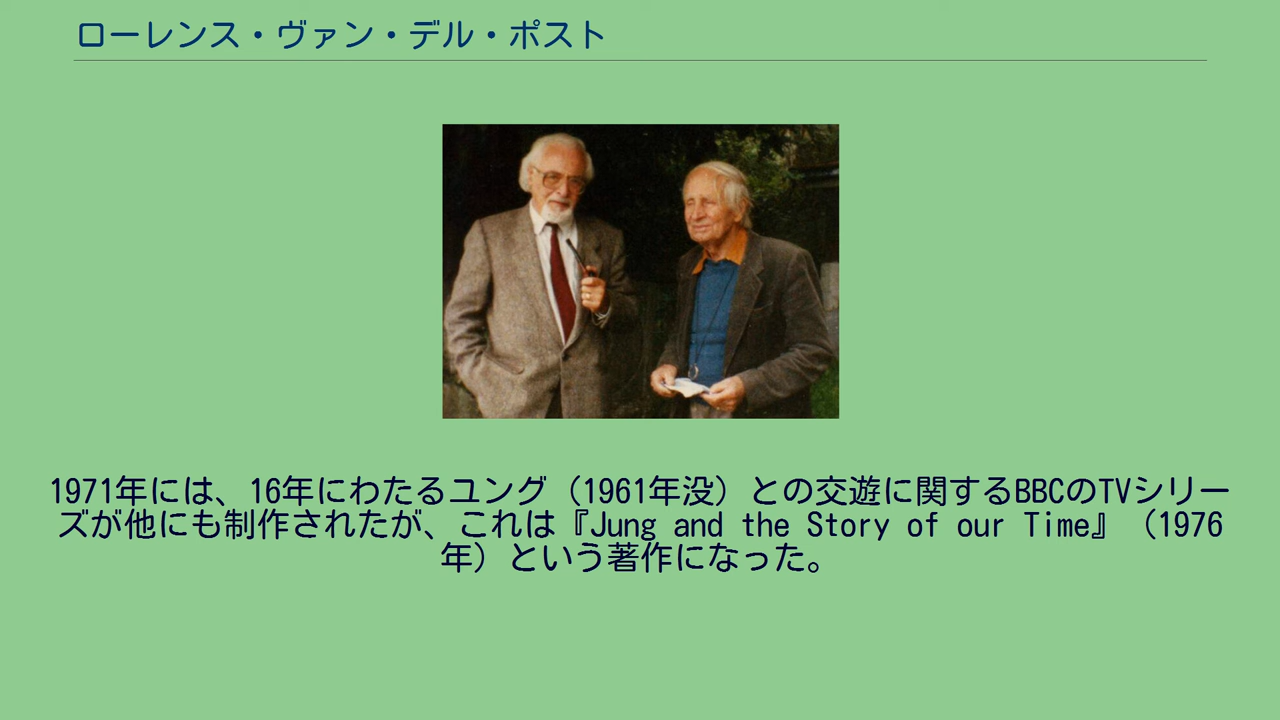 ローレンス・ヴァン・デル・ポスト
1971年には、16年にわたるユング（1961年没）との交遊に関するBBCのTVシリー
ズが他にも制作されたが、これは『Jung and the Story of our Time』（1976
年）という著作になった。